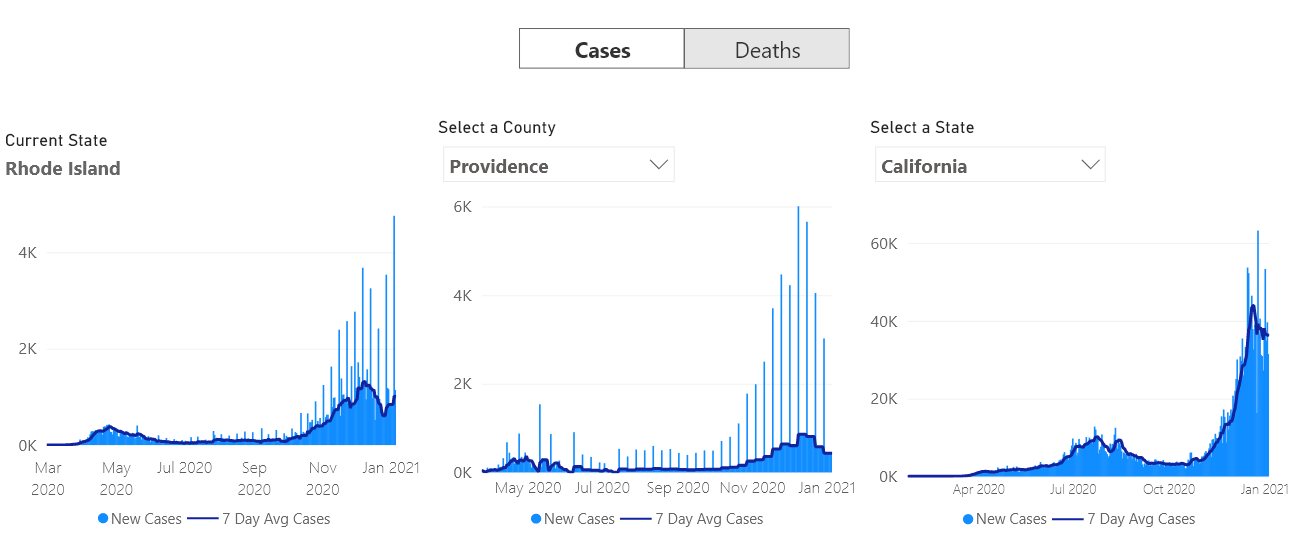 Cases Deaths
Current State
Rhode Island
4K
2K
0K
Mar 2020
May 2020
Jul 2020
Sep 2020
Nov 2020
Jan 2021
New Cases 7 Day Avg Cases
Select a County
Providence
6K
4K
2K
0K
May 2020 Jul 2020 Sep 2020 Nov 2020 Jan 2021
New Cases 7 Day Avg Cases
Select a State
California
60K
40K
20K
0K
Apr 2020 Jul 2020 Oct 2020 Jan 2021
New Cases 7 Day Avg Cases